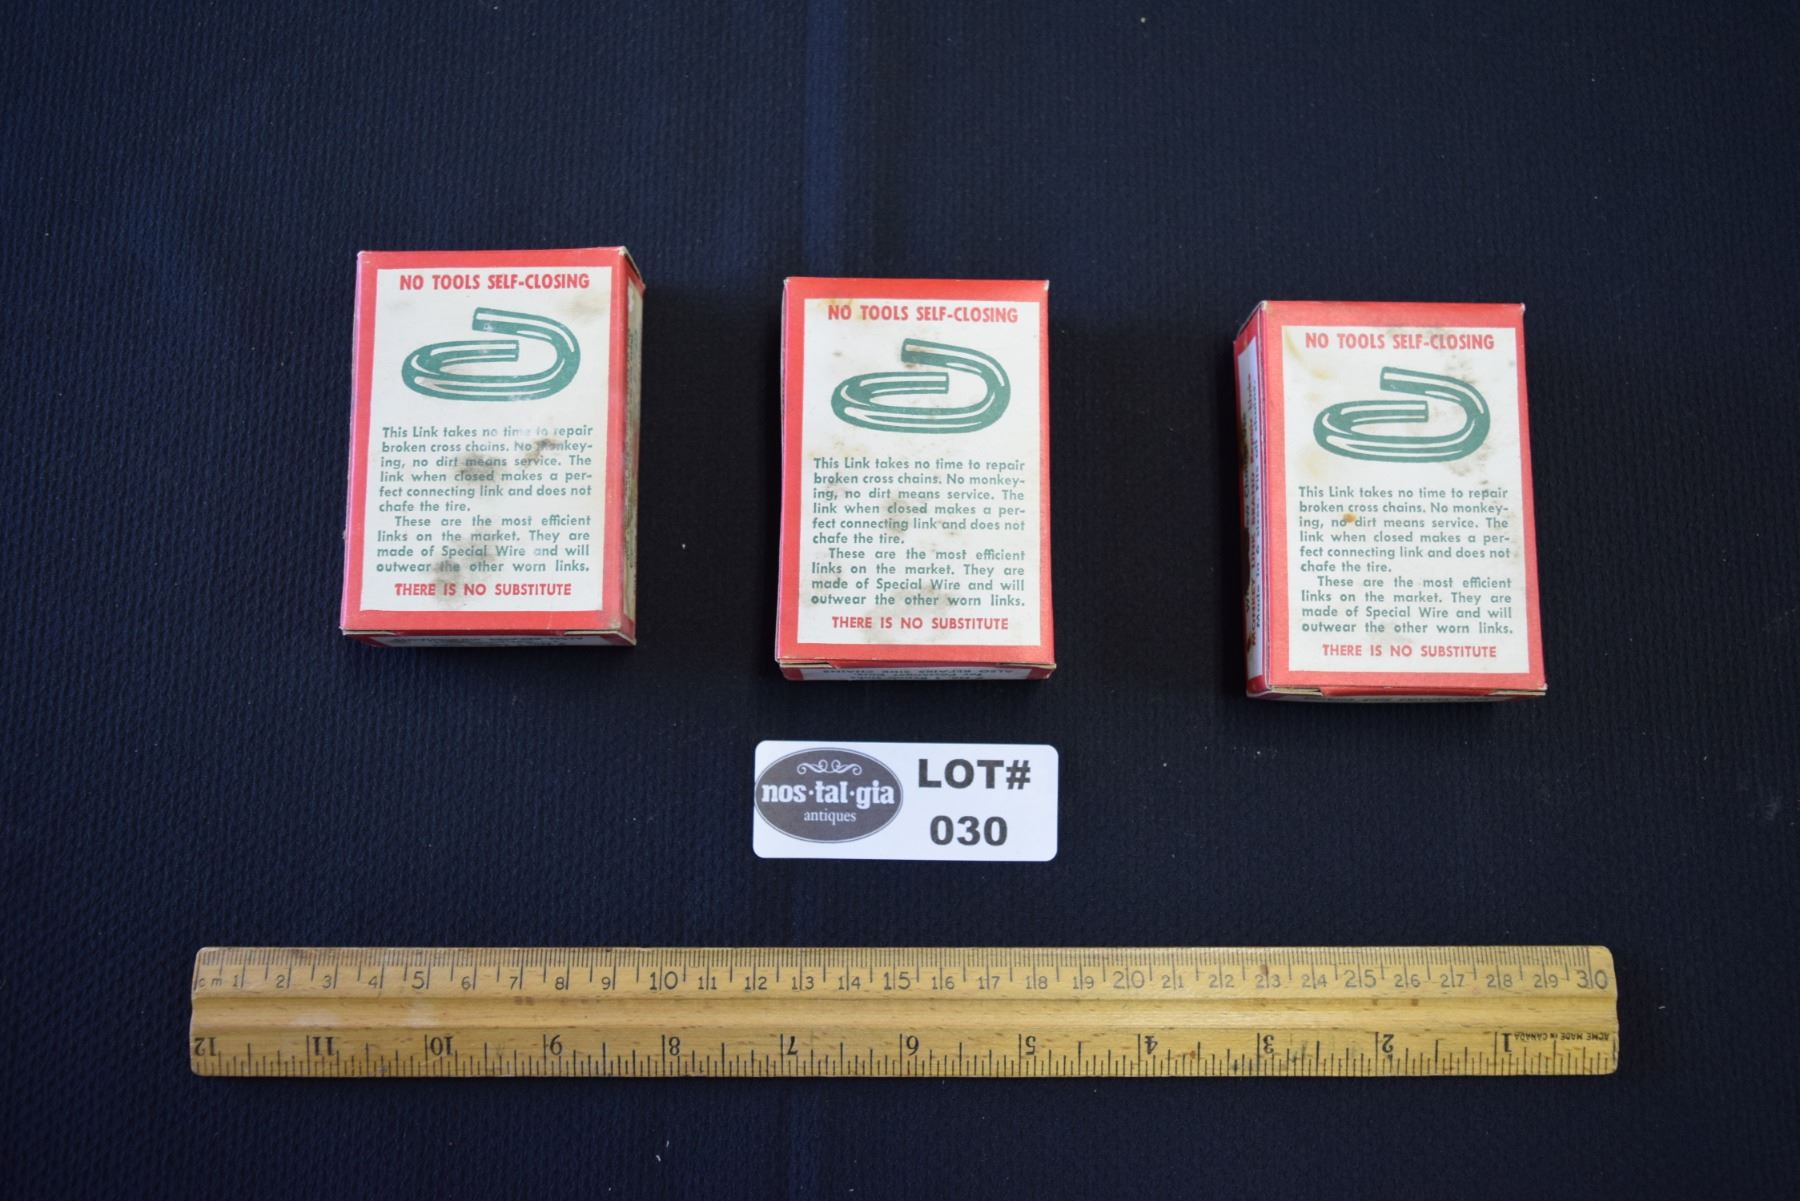 NO TOOLS SELF-CLOSING
This Link takes no time to repair
broken cross chains. No monkey-
ing, no dirt means service. The
link when closed makes a per-
fect connecting link and does not
chafe the tire.
These are the most efficient
links on the market. They are
made of Special Wire and will
outwear the other worn links.
THERE IS NO SUBSTITUTE
NO TOOLS SELF-CLOSING
This Link takes no time to repair
broken cross chains. No monkey-
ing, no dirt means service. The
link when closed makes a per-
fect connecting link and does not
chafe the tire.
These are the most efficient
links on the market. They are
made of Special Wire and will
outwear the other worn links.
THERE IS NO SUBSTITUTE
ALSO REPAIRS SIDE CHAINS
NO TOOLS SELF-CLOSING
This Link takes no time to repair
broken cross chains. No monkey-
ing, no dirt means service. The
link when closed makes a per-
fect connecting link and does not
chafe the tire.
These are the most efficient
links on the market. They are
made of Special Wire and will
outwear the other worn links.
THERE IS NO SUBSTITUTE
nos·tal·gia
antiques
LOT#
030
cm 1 2 3 4 5 6 7 8 9 10 11 12 13 14 15 16 17 18 19 20 21 22 23 24 25 26 27 28 29 30
12 11 10 9 8 7 6 5 4 3 2 1
ACME MADE IN CANADA